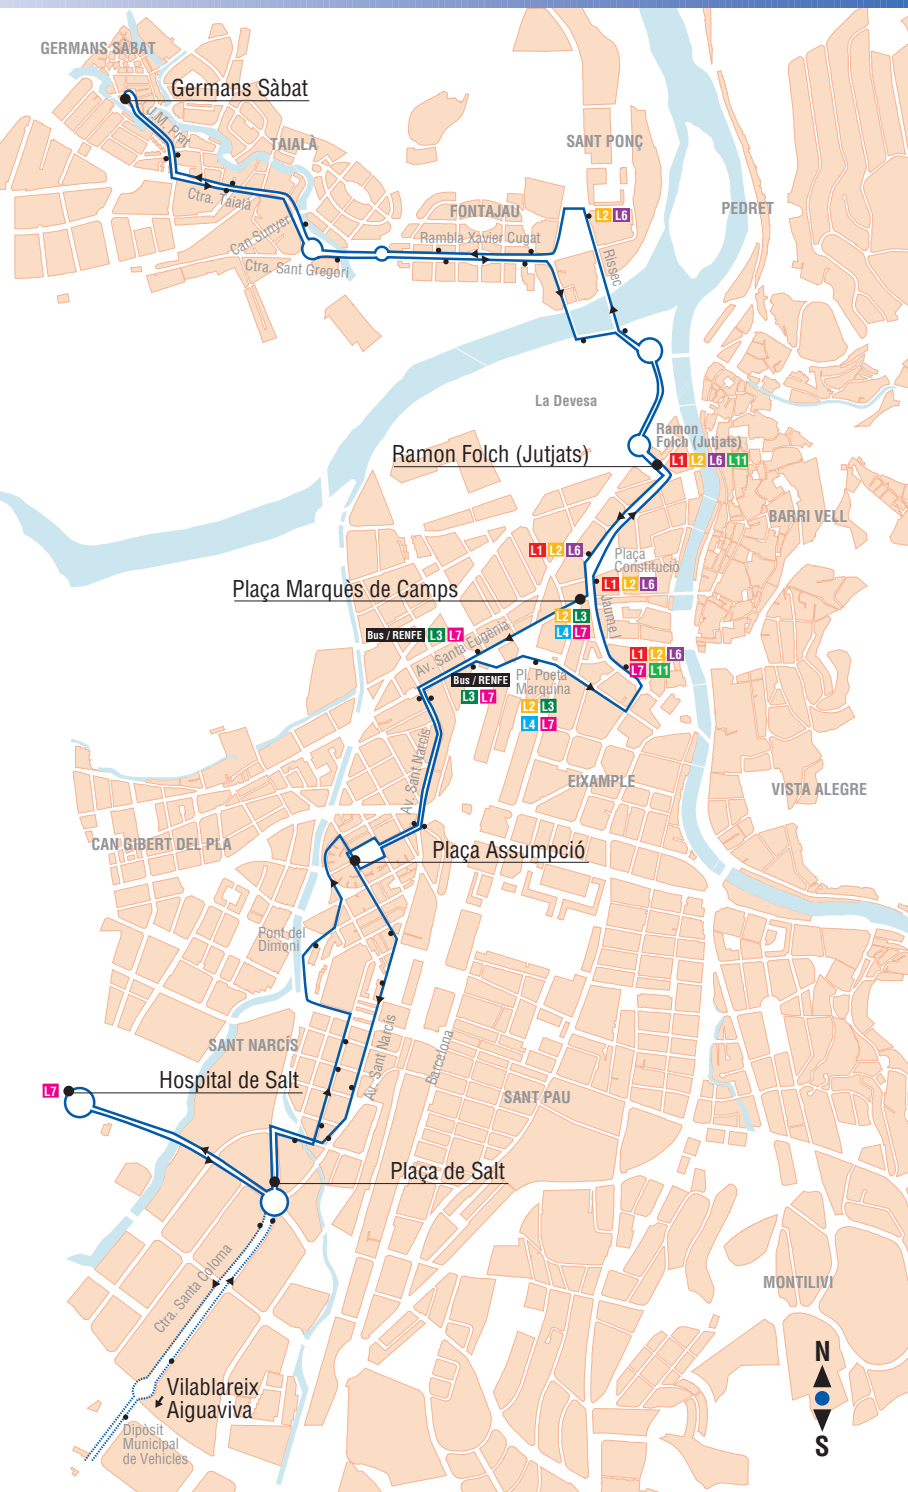 GERMANS SÀBAT
Germans Sàbat
J.M. Prat
TAIALÀ
SANT PONÇ
Ctra. Taialà
PEDRET
FONTAJAU
L2 L6
Can Sunyer
Rambla Xavier Cugat
Ctra. Sant Gregori
Rissec
La Devesa
Ramon
Folch (Jutjats)
Ramon Folch (Jutjats)
L1 L2 L6 L11
BARRI VELL
L1 L2 L6
Plaça
Constitució
L1 L2 L6
Plaça Marquès de Camps
Jaume I
L2 L3
L4 L7
Bus / RENFE L3 L7
Av. Santa Eugènia
L1 L2 L6
L7 L11
Bus / RENFE
L3 L7
Pl. Poeta
Marquina
L2 L3
L4 L7
Av. Sant Narcís
EIXAMPLE
VISTA ALEGRE
CAN GIBERT DEL PLA
Plaça Assumpció
Pont del
Dimoni
SANT NARCÍS
Av. Sant Narcís
Barcelona
Hospital de Salt
L7
SANT PAU
Plaça de Salt
Ctra. Santa Coloma
MONTILIVI
N
S
Vilablareix
Aiguaviva
Dipòsit
Municipal
de Vehicles